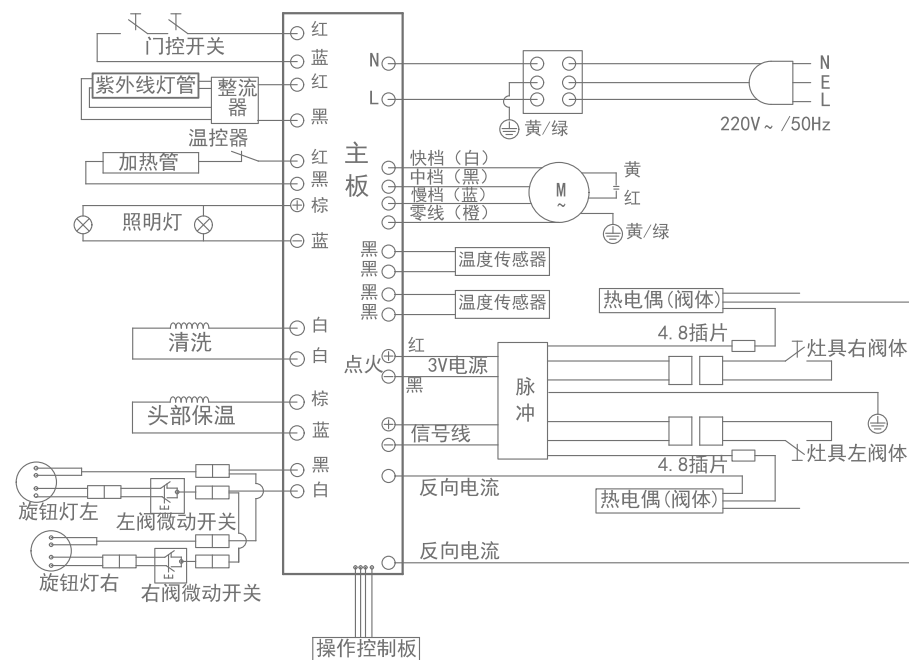 门控开关
红
蓝
紫外线灯管
整流器
红
黑
温控器
加热管
红
黑
照明灯
棕
蓝
清洗
白
白
头部保温
棕
蓝
黑
白
旋钮灯左
左阀微动开关
旋钮灯右
右阀微动开关
主板
N
L
黄/绿
N
E
L
220V～ /50Hz
快档（白）
中档（黑）
慢档（蓝）
零线（橙）
M
～
黄
红
黄/绿
黑
黑
温度传感器
黑
黑
温度传感器
热电偶(阀体)
4.8插片
点火
红
3V电源
黑
脉冲
灶具右阀体
信号线
灶具左阀体
4.8插片
反向电流
热电偶(阀体)
反向电流
操作控制板